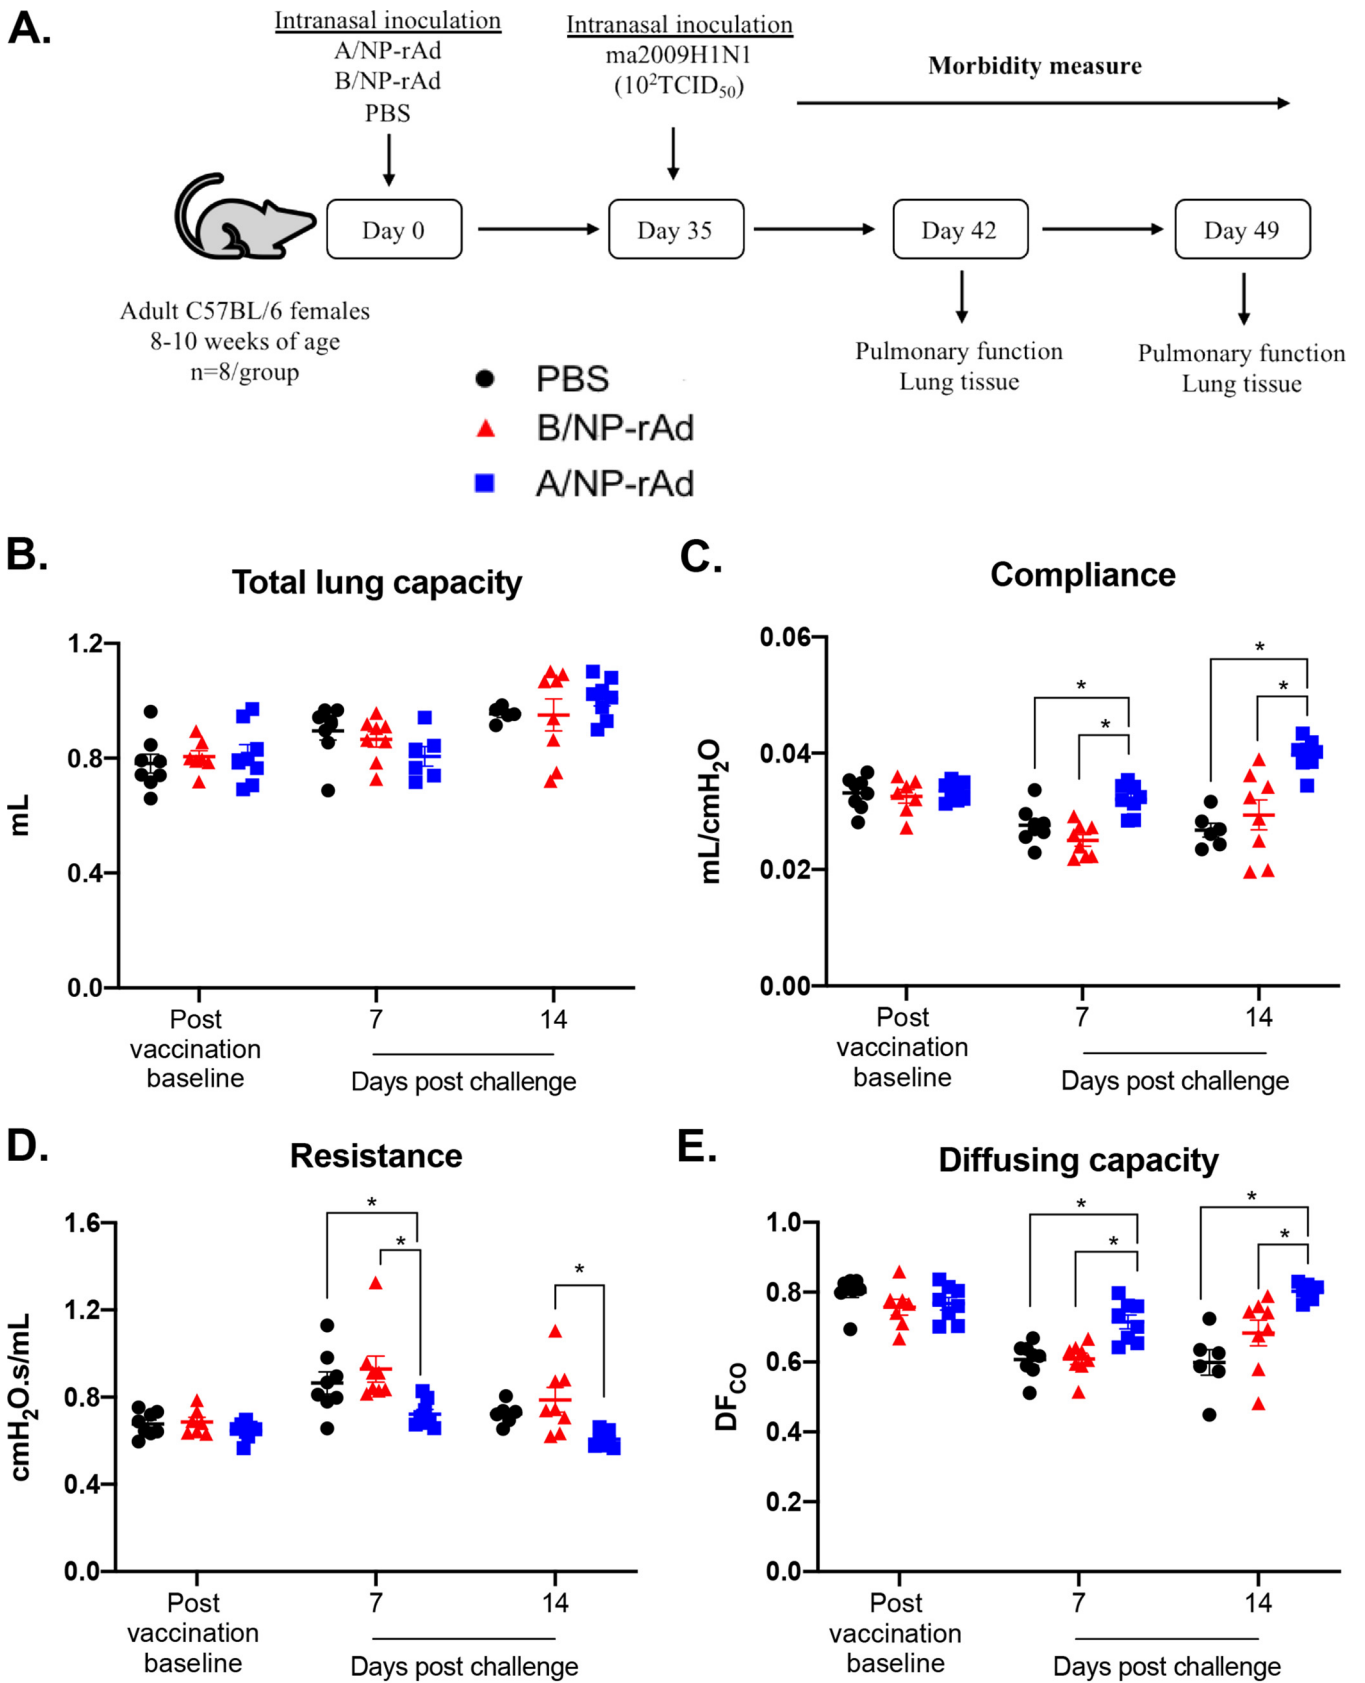 A.
Intranasal inoculation
A/NP-rAd
B/NP-rAd
PBS
Intranasal inoculation
ma2009H1N1
(10²TCID₅₀)
Morbidity measure
Day 0
Day 35
Day 42
Day 49
Adult C57BL/6 females
8-10 weeks of age
n=8/group
Pulmonary function
Lung tissue
Pulmonary function
Lung tissue
PBS
B/NP-rAd
A/NP-rAd
B.
Total lung capacity
mL
1.2
0.8
0.4
0.0
Post
vaccination
baseline
7
14
Days post challenge
C.
Compliance
mL/cmH₂O
0.06
0.04
0.02
0.00
*
*
*
*
Post
vaccination
baseline
7
14
Days post challenge
D.
Resistance
cmH₂O.s/mL
1.6
1.2
0.8
0.4
0.0
*
*
*
Post
vaccination
baseline
7
14
Days post challenge
E.
Diffusing capacity
DF_CO
1.0
0.8
0.6
0.4
0.2
0.0
*
*
*
*
Post
vaccination
baseline
7
14
Days post challenge